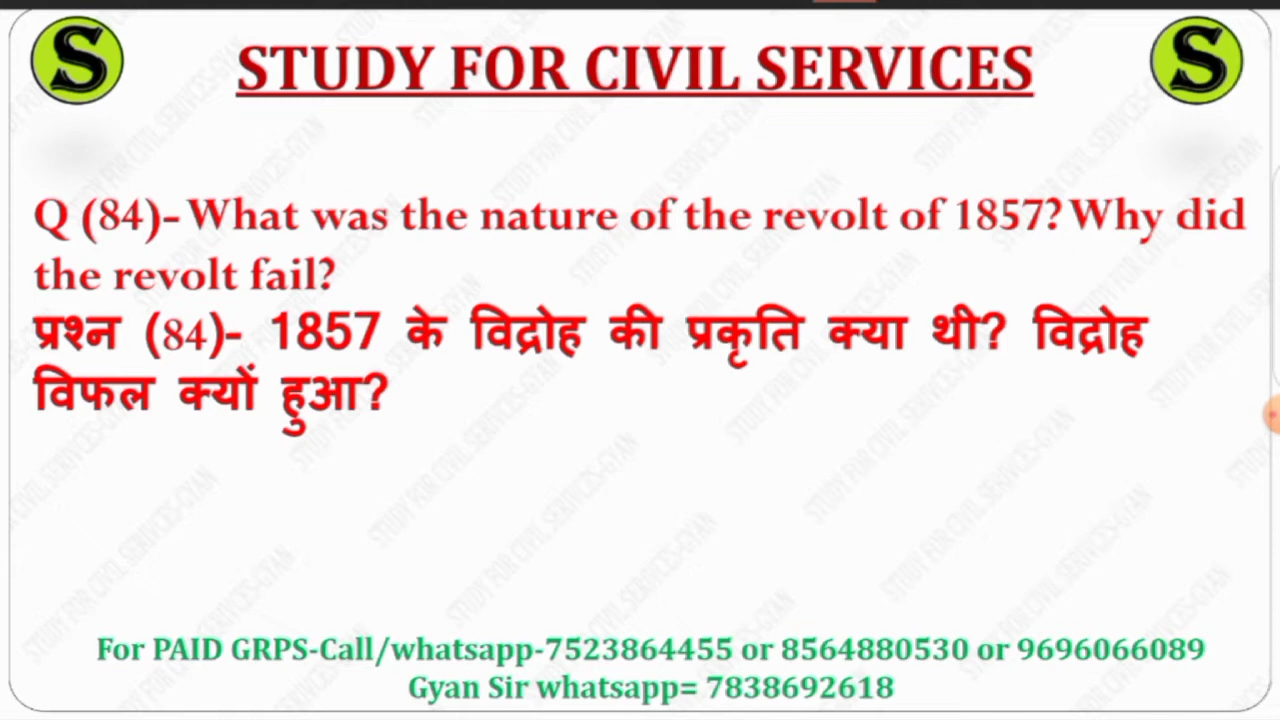 S STUDY FOR CIVIL SERVICES S
Q (84)- What was the nature of the revolt of 1857? Why did
the revolt fail?
प्रश्न (84)- 1857 के विद्रोह की प्रकृति क्या थी? विद्रोह
विफल क्यों हुआ?
For PAID GRPS-Call/whatsapp-7523864455 or 8564880530 or 9696066089
Gyan Sir whatsapp= 7838692618